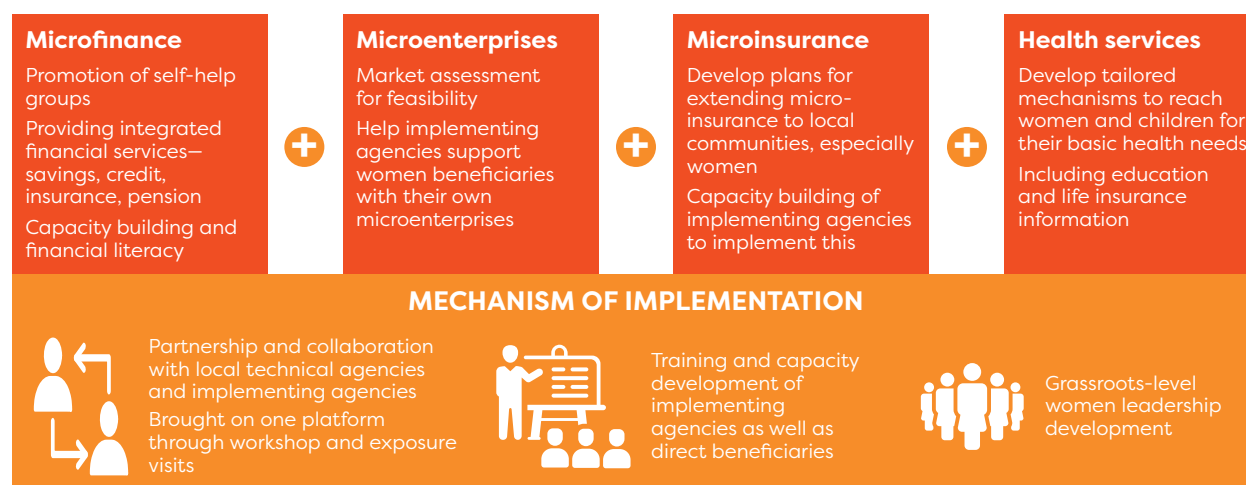 Microfinance
Promotion of self-help
groups
Providing integrated
financial services—
savings, credit,
insurance, pension
Capacity building and
financial literacy
+
Microenterprises
Market assessment
for feasibility
Help implementing
agencies support
women beneficiaries
with their own
microenterprises
+
Microinsurance
Develop plans for
extending micro-
insurance to local
communities, especially
women
Capacity building of
implementing agencies
to implement this
+
Health services
Develop tailored
mechanisms to reach
women and children for
their basic health needs
Including education
and life insurance
information
MECHANISM OF IMPLEMENTATION
Partnership and collaboration
with local technical agencies
and implementing agencies
Brought on one platform
through workshop and exposure
visits
Training and capacity
development of
implementing
agencies as well as
direct beneficiaries
Grassroots-level
women leadership
development